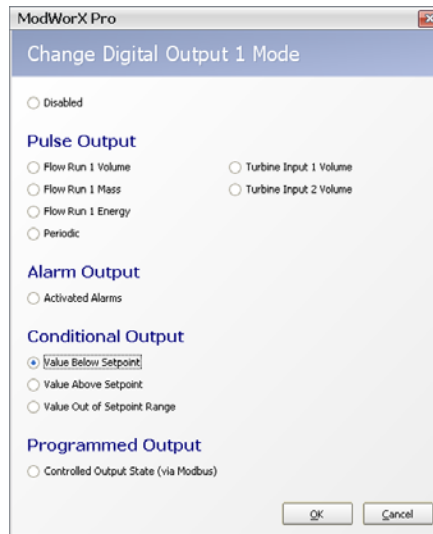 ModWorX Pro
Change Digital Output 1 Mode
Disabled
Pulse Output
Flow Run 1 Volume
Turbine Input 1 Volume
Flow Run 1 Mass
Turbine Input 2 Volume
Flow Run 1 Energy
Periodic
Alarm Output
Activated Alarms
Conditional Output
Value Below Setpoint
Value Above Setpoint
Value Out of Setpoint Range
Programmed Output
Controlled Output State (via Modbus)
OK
Cancel